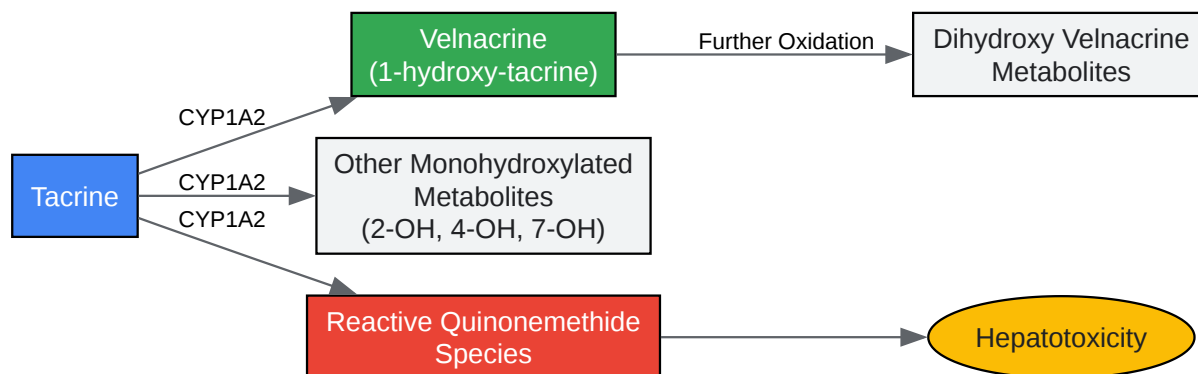 Velnacrine
(1-hydroxy-tacrine)
Further Oxidation
Dihydroxy Velnacrine
Metabolites
CYP1A2
Tacrine
CYP1A2
Other Monohydroxylated
Metabolites
(2-OH, 4-OH, 7-OH)
CYP1A2
Reactive Quinonemethide
Species
Hepatotoxicity